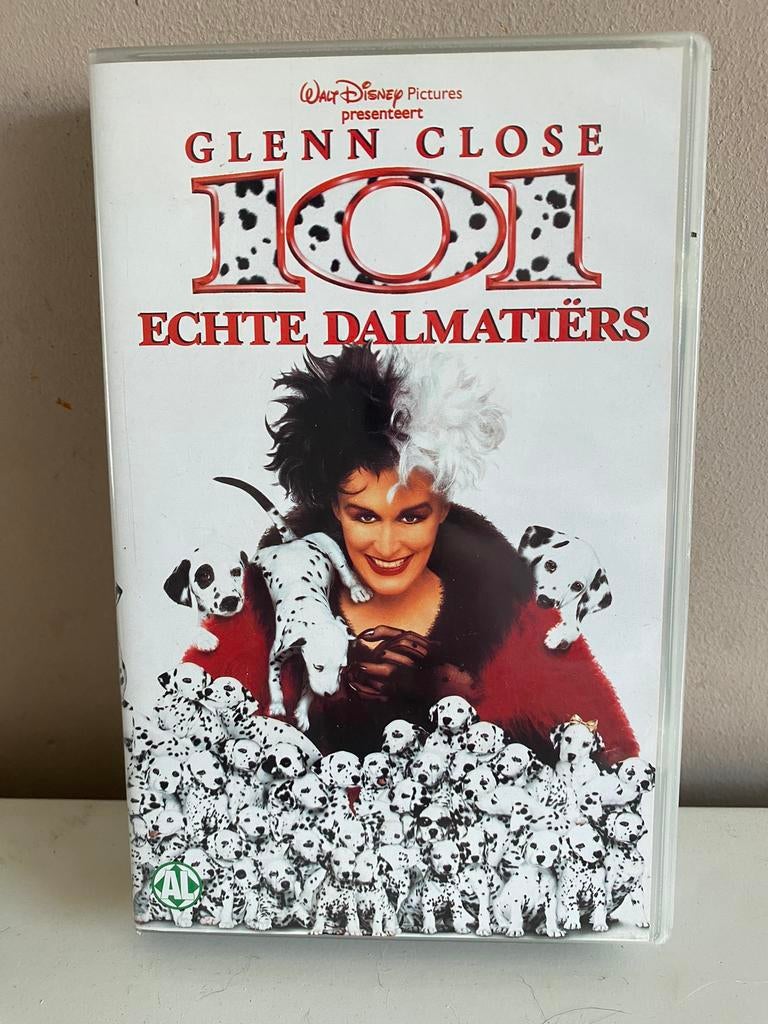 Walt Disney Pictures
presenteert
GLENN CLOSE
101
ECHTE DALMATIËRS
AL